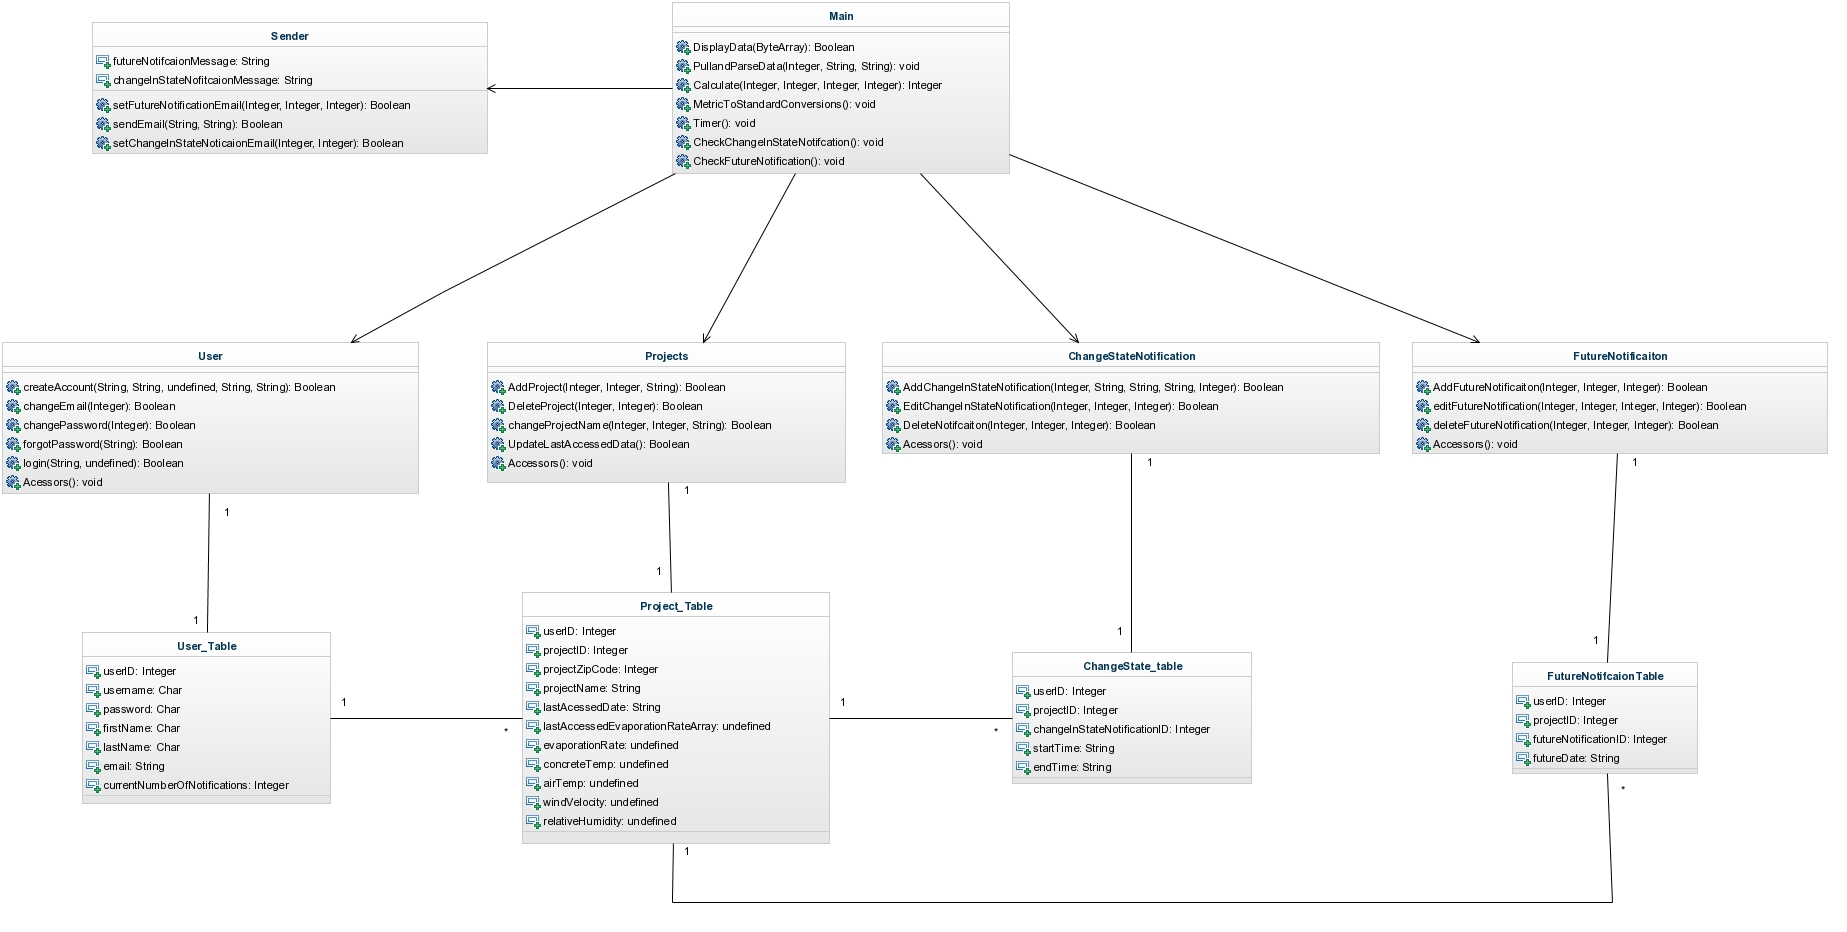 Main
DisplayData(ByteArray): Boolean
PullandParseData(Integer, String, String): void
Calculate(Integer, Integer, Integer, Integer): Integer
MetricToStandardConversions(): void
Timer(): void
CheckChangeInStateNotifcation(): void
CheckFutureNotification(): void
Sender
futureNotifcaionMessage: String
changeInStateNofitcaionMessage: String
setFutureNotificationEmail(Integer, Integer, Integer): Boolean
sendEmail(String, String): Boolean
setChangeInStateNoticaionEmail(Integer, Integer): Boolean
User
createAccount(String, String, undefined, String, String): Boolean
changeEmail(Integer): Boolean
changePassword(Integer): Boolean
forgotPassword(String): Boolean
login(String, undefined): Boolean
Acessors(): void
1
1
Projects
AddProject(Integer, Integer, String): Boolean
DeleteProject(Integer, Integer): Boolean
changeProjectName(Integer, Integer, String): Boolean
UpdateLastAccessedData(): Boolean
Accessors(): void
1
1
ChangeStateNotification
AddChangeInStateNotification(Integer, String, String, String, Integer): Boolean
EditChangeInStateNotification(Integer, Integer, Integer): Boolean
DeleteNotifcaiton(Integer, Integer, Integer): Boolean
Acessors(): void
1
1
FutureNotificaiton
AddFutureNotificaiton(Integer, Integer, Integer): Boolean
editFutureNotification(Integer, Integer, Integer, Integer): Boolean
deleteFutureNotification(Integer, Integer, Integer): Boolean
Accessors(): void
1
1
User_Table
userID: Integer
username: Char
password: Char
firstName: Char
lastName: Char
email: String
currentNumberOfNotifications: Integer
1
*
Project_Table
userID: Integer
projectID: Integer
projectZipCode: Integer
projectName: String
lastAcessedDate: String
lastAccessedEvaporationRateArray: undefined
evaporationRate: undefined
concreteTemp: undefined
airTemp: undefined
windVelocity: undefined
relativeHumidity: undefined
1
*
1
ChangeState_table
userID: Integer
projectID: Integer
changeInStateNotificationID: Integer
startTime: String
endTime: String
FutureNotifcaionTable
userID: Integer
projectID: Integer
futureNotificationID: Integer
futureDate: String
*